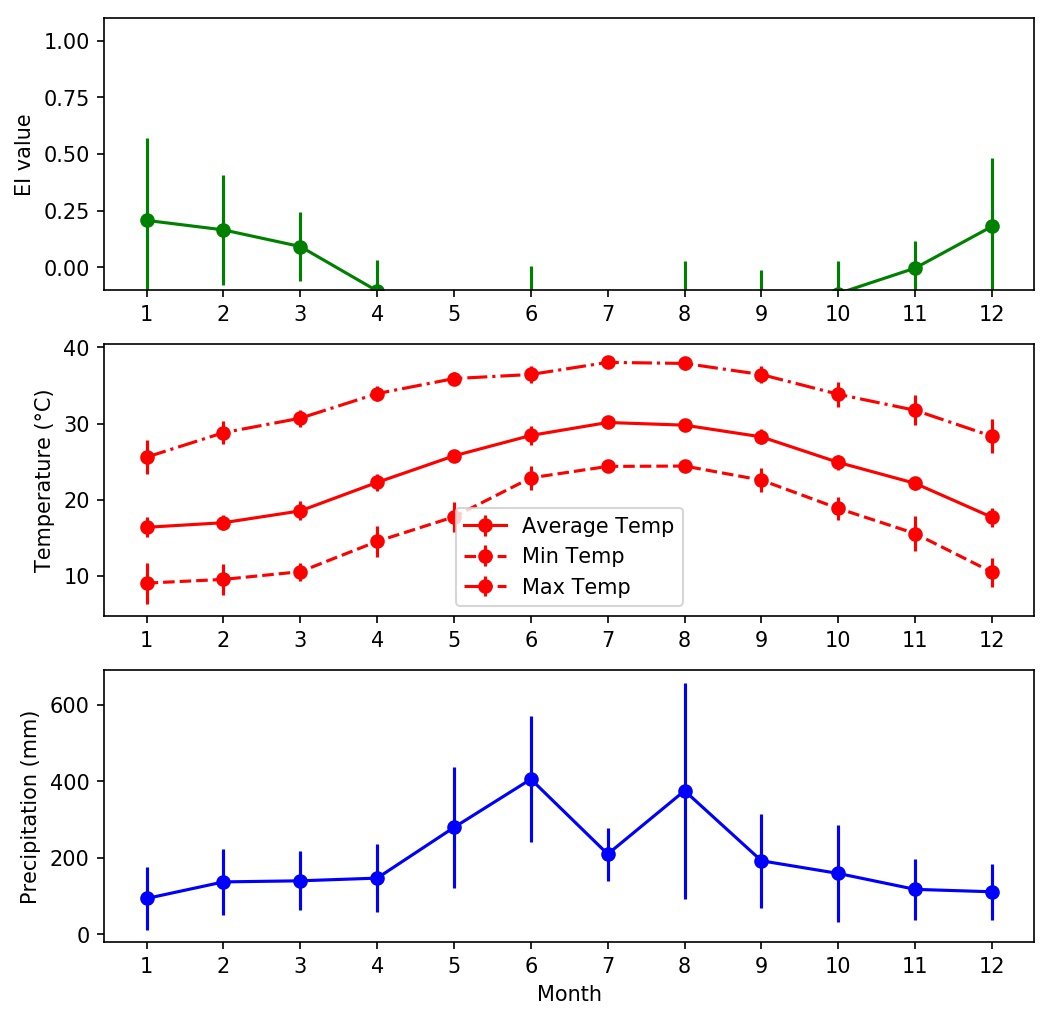 EI value
1.00
0.75
0.50
0.25
0.00
1 2 3 4 5 6 7 8 9 10 11 12
Temperature (°C)
40
30
20
10
Average Temp
Min Temp
Max Temp
1 2 3 4 5 6 7 8 9 10 11 12
Precipitation (mm)
600
400
200
0
1 2 3 4 5 6 7 8 9 10 11 12
Month